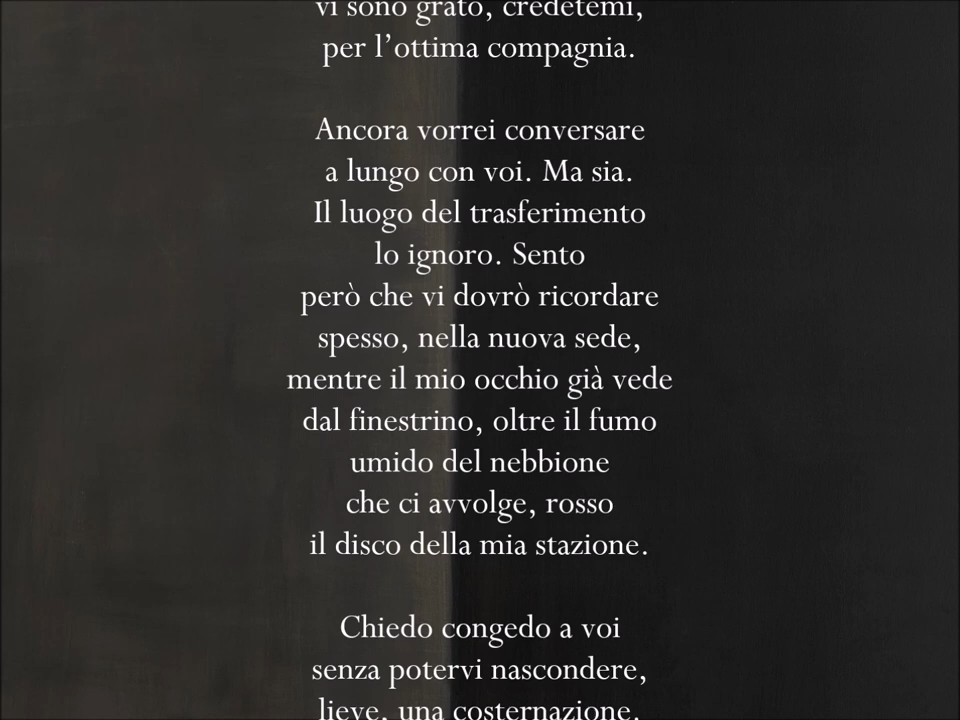 vi sono grato, credetemi,
per l’ottima compagnia.
Ancora vorrei conversare
a lungo con voi. Ma sia.
Il luogo del trasferimento
lo ignoro. Sento
però che vi dovrò ricordare
spesso, nella nuova sede,
mentre il mio occhio già vede
dal finestrino, oltre il fumo
umido del nebbione
che ci avvolge, rosso
il disco della mia stazione.
Chiedo congedo a voi
senza potervi nascondere,
lieve, una costernazione.